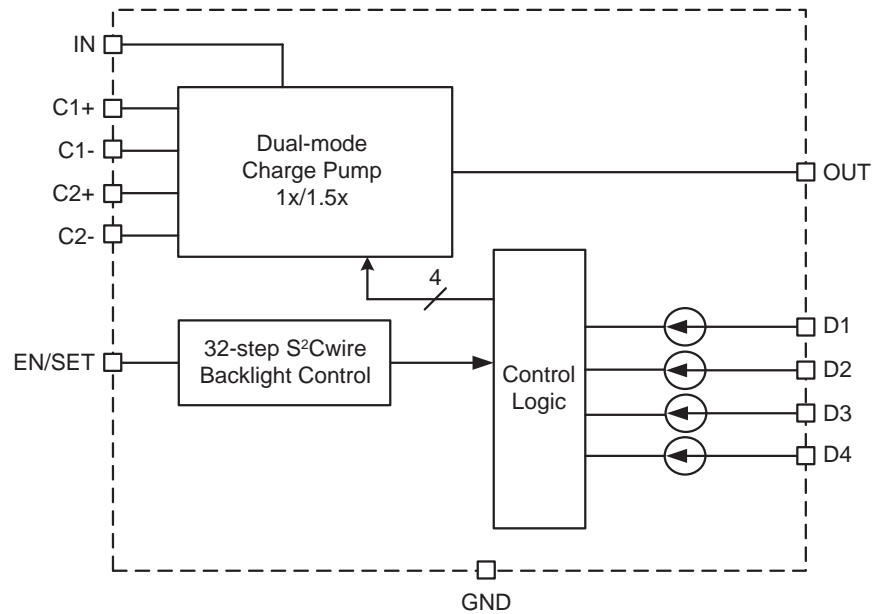 IN
C1+
C1-
C2+
C2-
Dual-mode
Charge Pump
1x/1.5x
OUT
4
EN/SET
32-step S²Cwire
Backlight Control
Control
Logic
D1
D2
D3
D4
GND